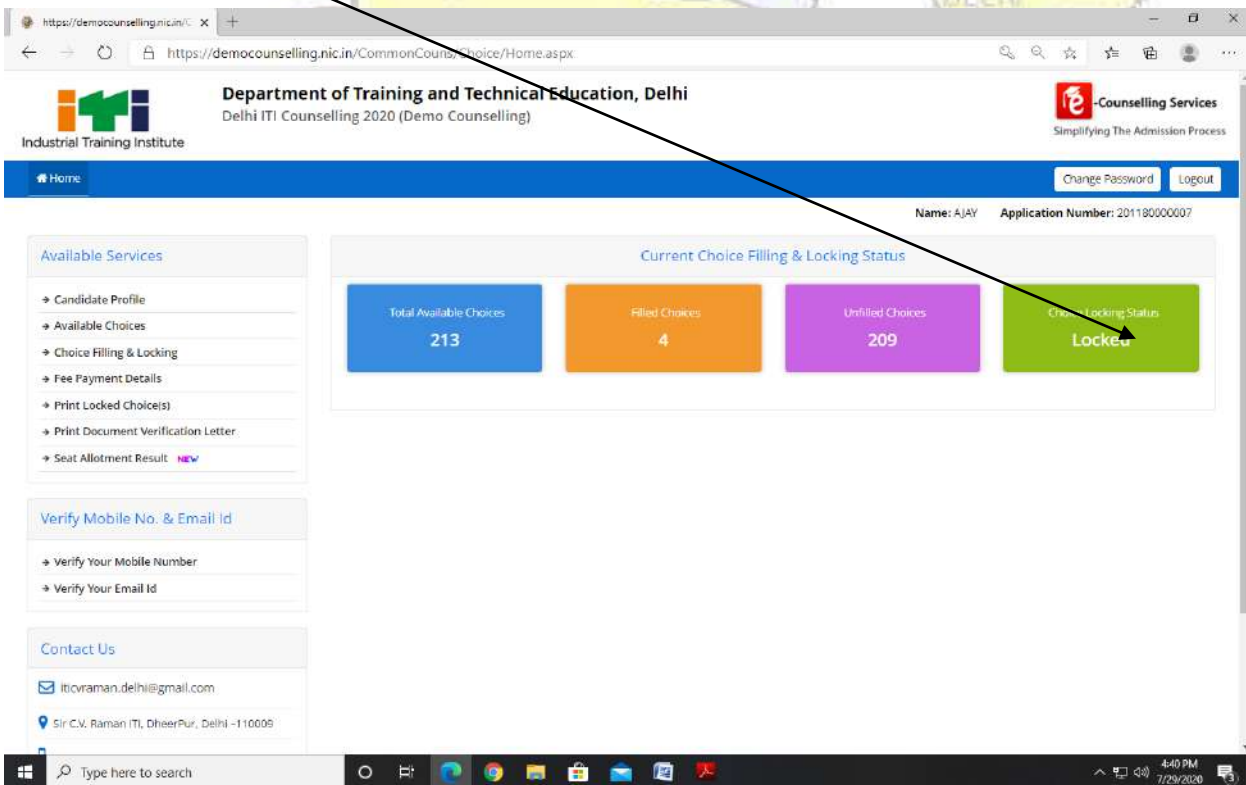 https://democounselling.nic.in/C
https://democounselling.nic.in/CommonCouns/Choice/Home.aspx
Department of Training and Technical Education, Delhi
Delhi ITI Counselling 2020 (Demo Counselling)
iti
Industrial Training Institute
e -Counselling Services
Simplifying The Admission Process
Home
Change Password
Logout
Name: AJAY Application Number: 201180000007
Available Services
→ Candidate Profile
→ Available Choices
→ Choice Filling & Locking
→ Fee Payment Details
→ Print Locked Choice(s)
→ Print Document Verification Letter
→ Seat Allotment Result NEW
Current Choice Filling & Locking Status
Total Available Choices
213
Filled Choices
4
Unfilled Choices
209
Choice Locking Status
Locked
Verify Mobile No. & Email Id
→ Verify Your Mobile Number
→ Verify Your Email Id
Contact Us
iticvraman.delhi@gmail.com
Sir C.V. Raman ITI, DheerPur, Delhi -110009
Type here to search
4:40 PM
7/29/2020